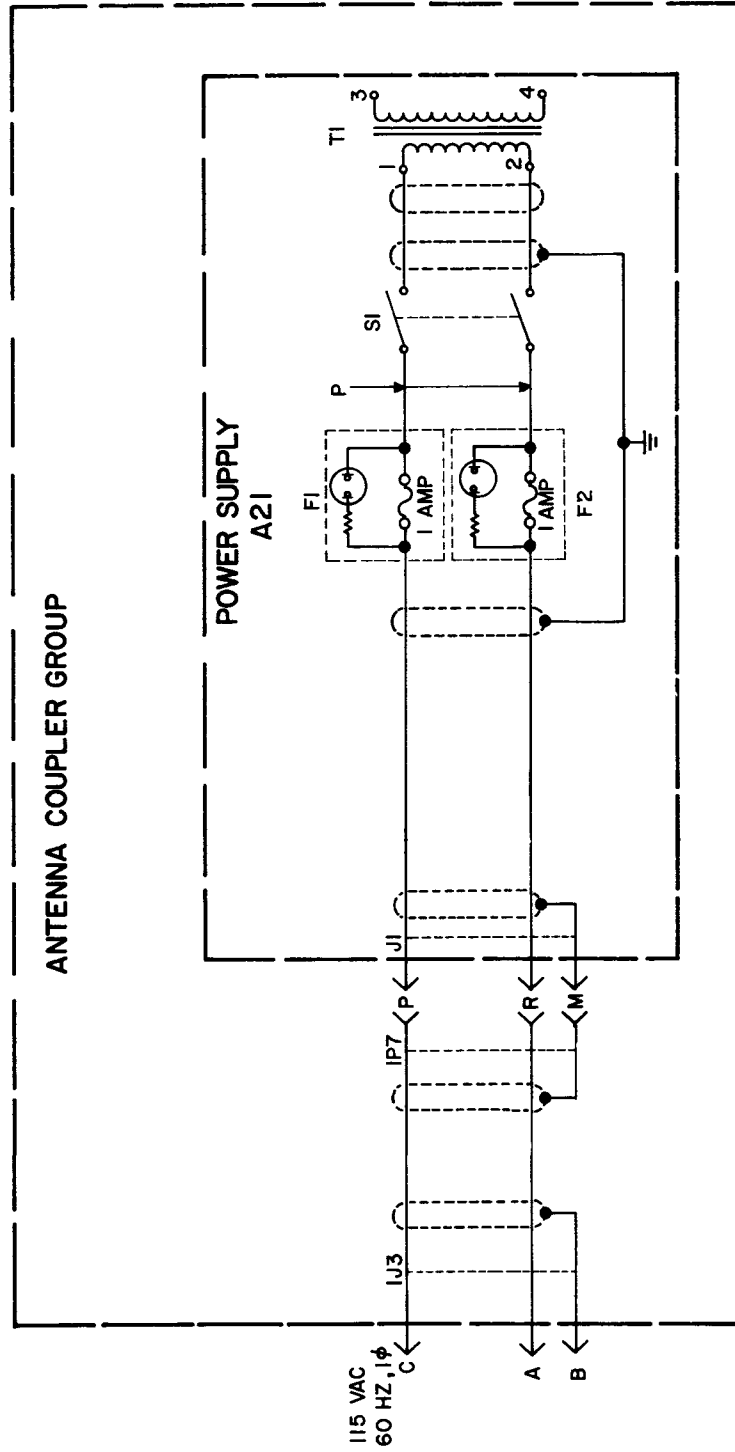 ANTENNA COUPLER GROUP
POWER SUPPLY
A21
F1
1 AMP
1 AMP
F2
P
S1
T1
1
2
3
4
J1
P
R
M
1P7
1J3
115 VAC
60 HZ, 1ϕ
C
A
B